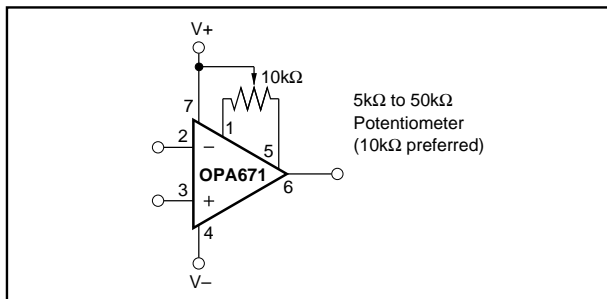 V+
10kΩ
7
1
5kΩ to 50kΩ
Potentiometer
(10kΩ preferred)
2
–
5
OPA671
6
3
+
4
V–